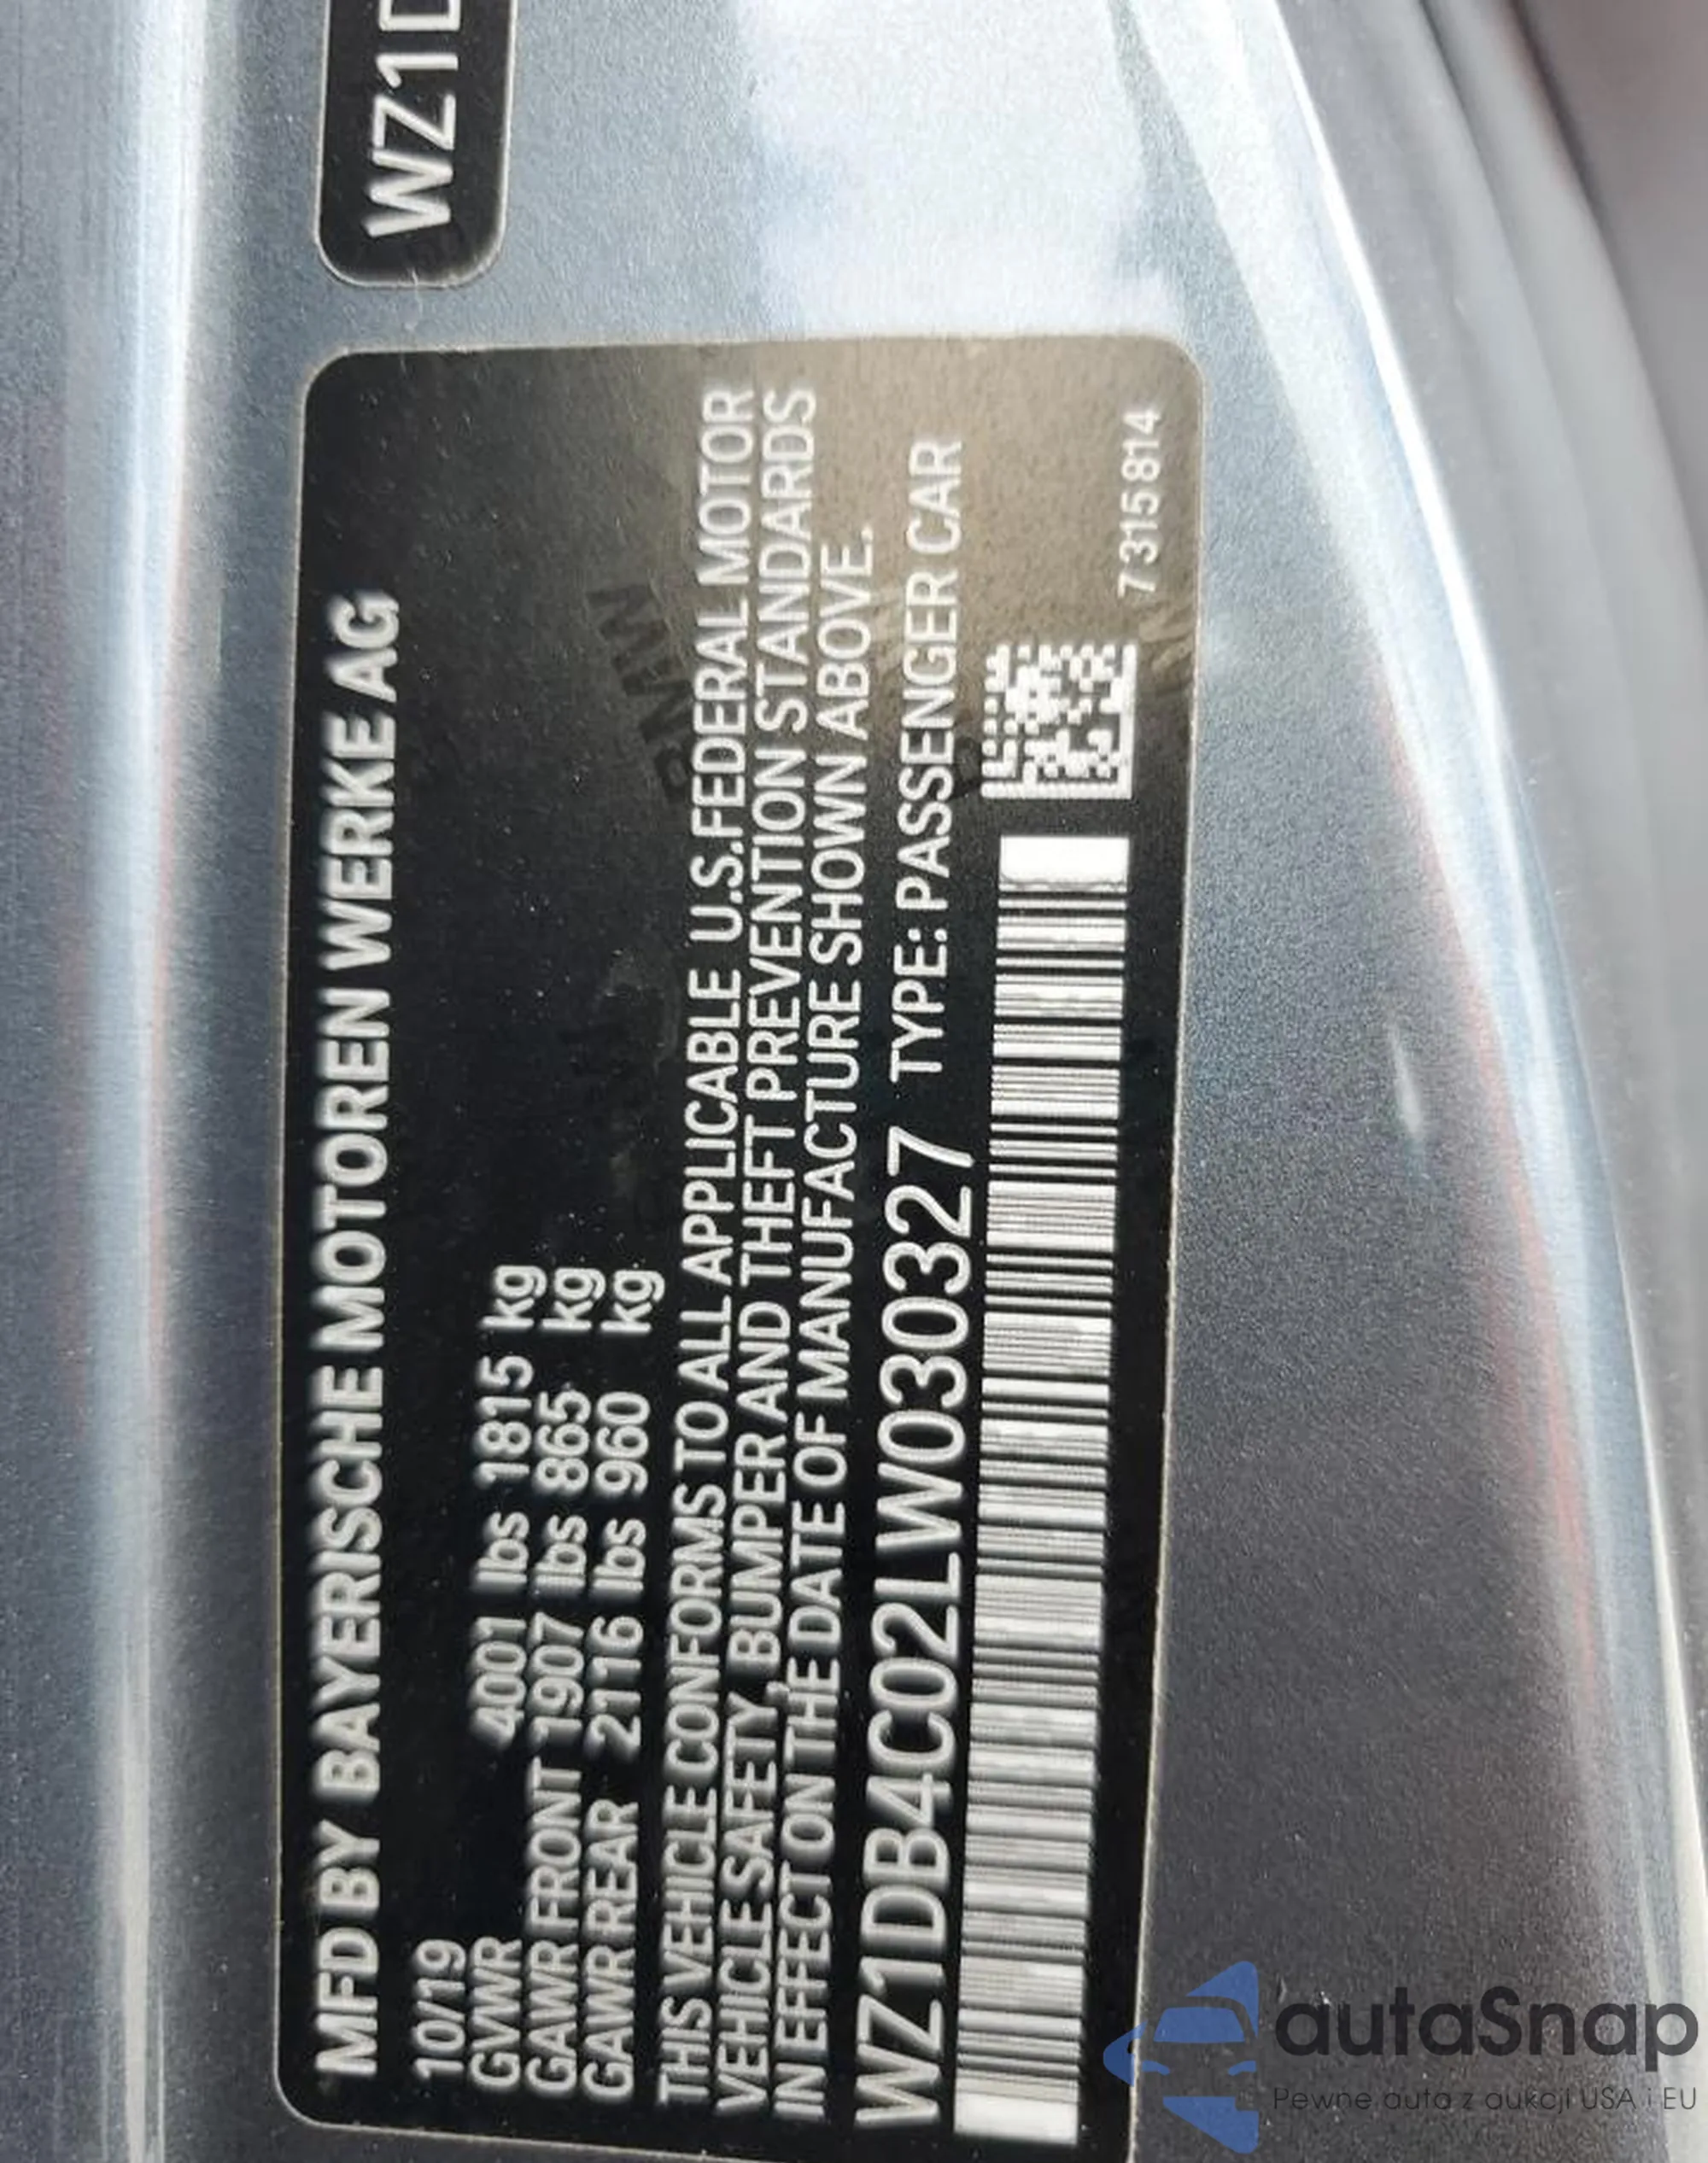 WZ1D
MFD BY BAYERISCHE MOTOREN WERKE AG
10/19
GVWR 4001 lbs 1815 kg
GAWR FRONT 1907 lbs 865 kg
GAWR REAR 2116 lbs 960 kg
THIS VEHICLE CONFORMS TO ALL APPLICABLE U.S.FEDERAL MOTOR
VEHICLE SAFETY, BUMPER AND THEFT PREVENTION STANDARDS
IN EFFECT ON THE DATE OF MANUFACTURE SHOWN ABOVE.
WZ1DB4C02LW030327 TYPE: PASSENGER CAR
7315814
BMW
autaSnap
Pewne auta z aukcji USA i EU